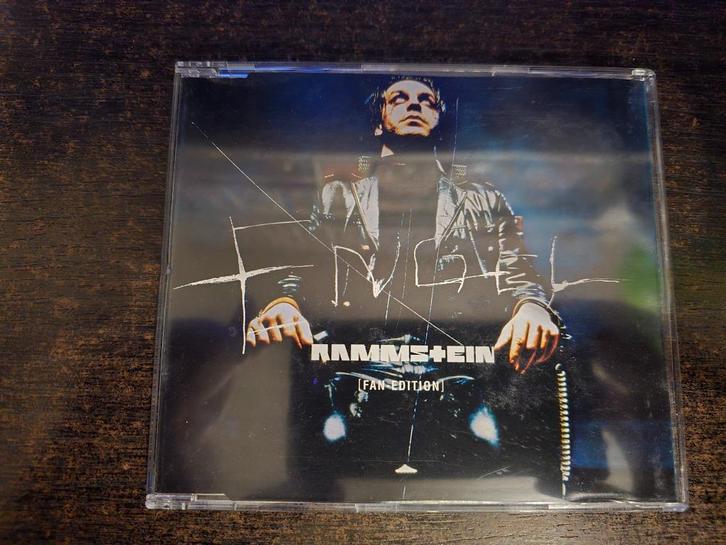 ENGEL
RAMMSTEIN
[FAN-EDITION]